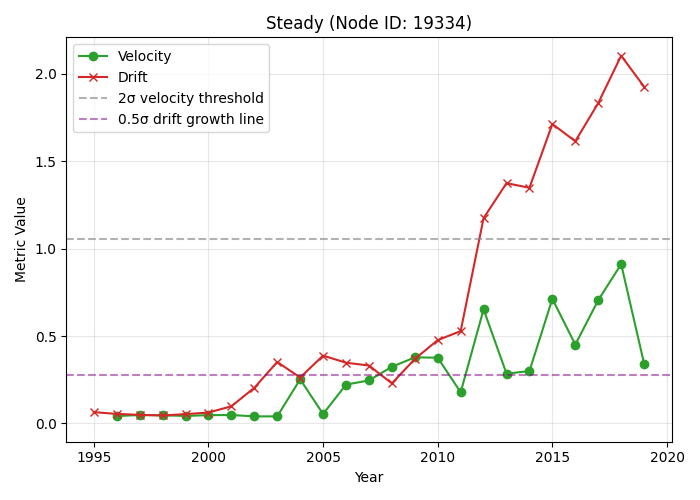 Steady (Node ID: 19334)
Velocity
Drift
2σ velocity threshold
0.5σ drift growth line
Metric Value
2.0
1.5
1.0
0.5
0.0
1995 2000 2005 2010 2015 2020
Year